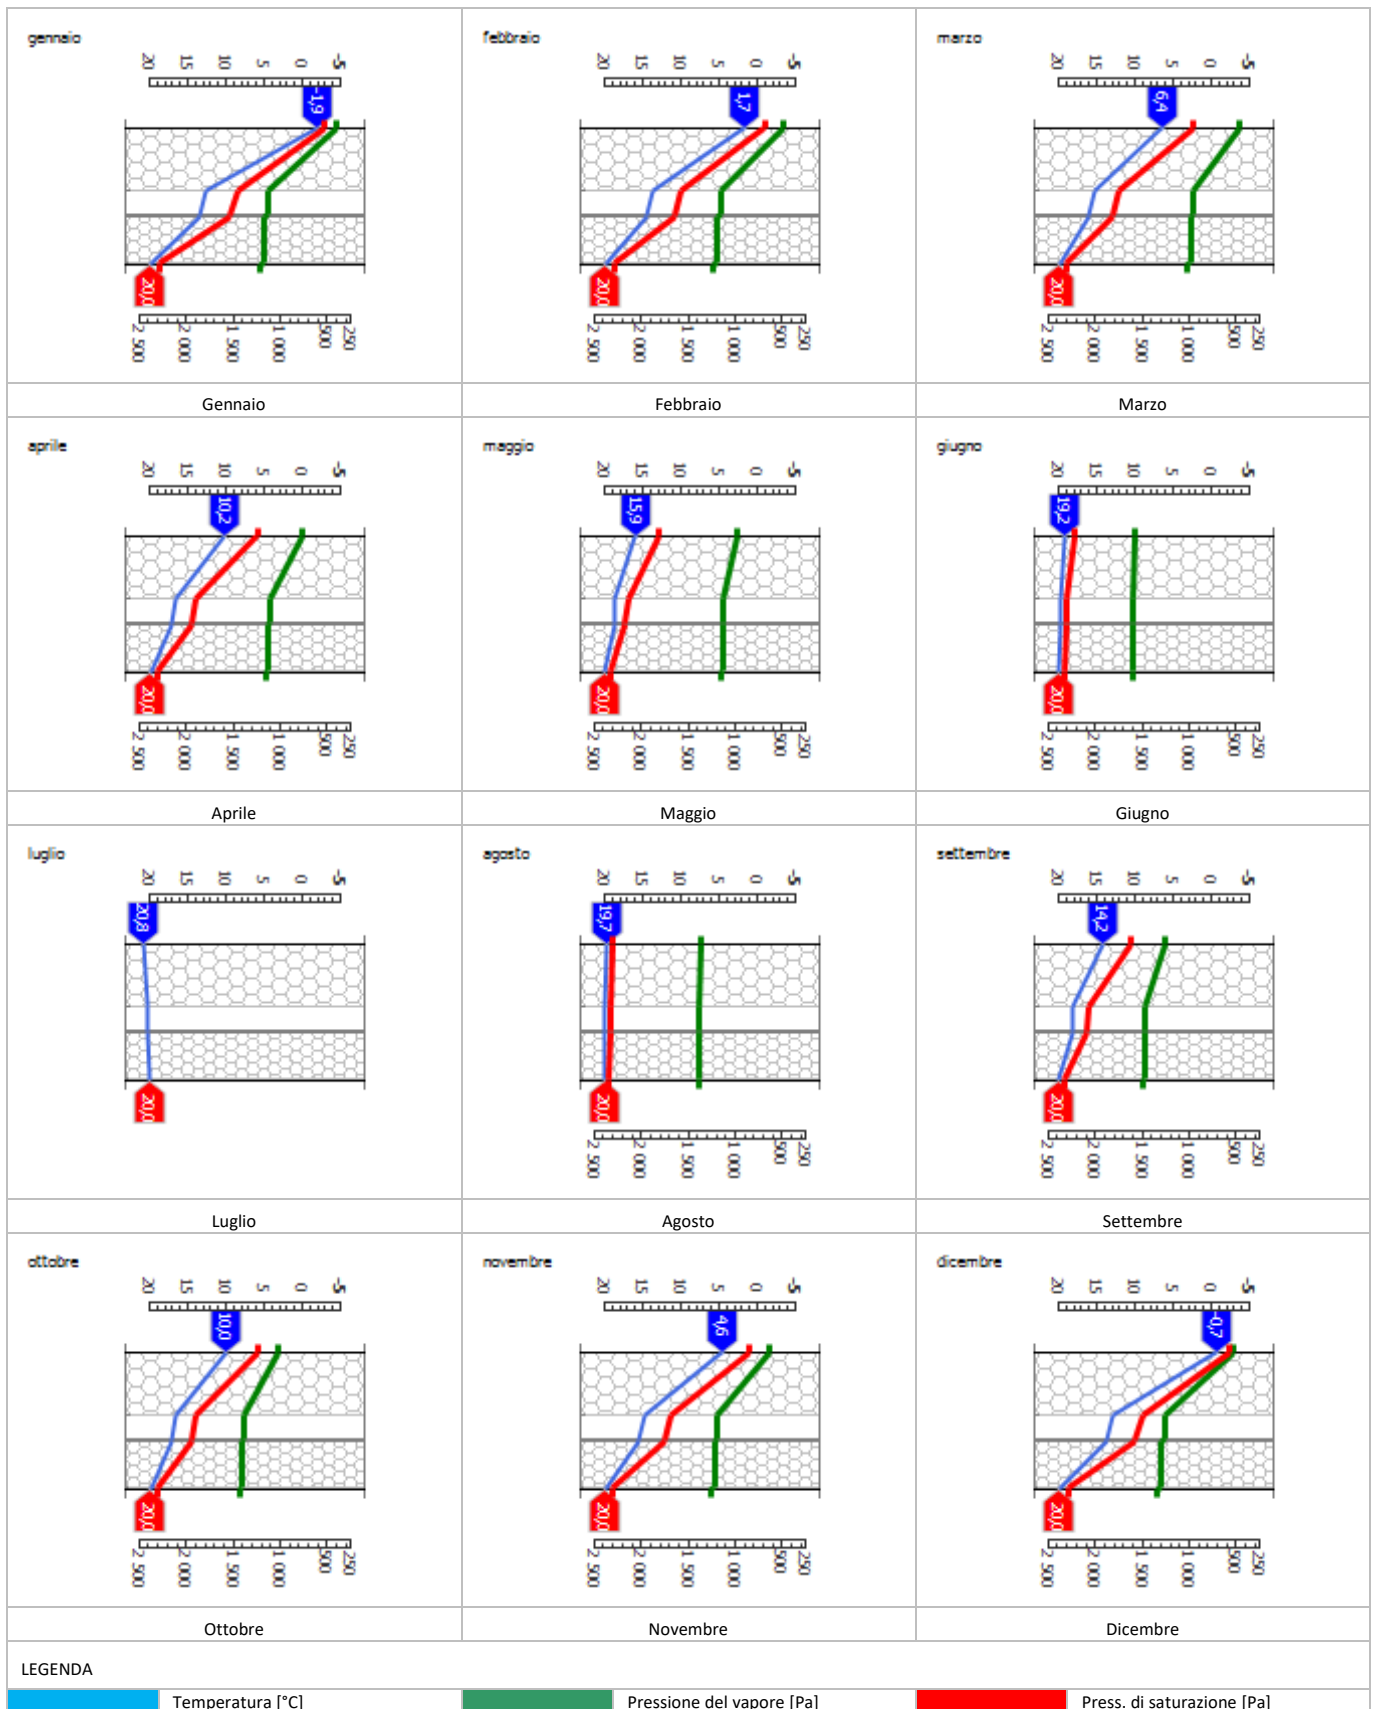 gennaio
20 15 10 5 0 -5
-1,9
20,0
2 500 2 000 1 500 1 000 500 250
Gennaio
febbraio
20 15 10 5 0 -5
1,7
20,0
2 500 2 000 1 500 1 000 500 250
Febbraio
marzo
20 15 10 5 0 -5
6,4
20,0
2 500 2 000 1 500 1 000 500 250
Marzo
aprile
20 15 10 5 0 -5
10,2
20,0
2 500 2 000 1 500 1 000 500 250
Aprile
maggio
20 15 10 5 0 -5
15,9
20,0
2 500 2 000 1 500 1 000 500 250
Maggio
giugno
20 15 10 5 0 -5
19,2
20,0
2 500 2 000 1 500 1 000 500 250
Giugno
luglio
20 15 10 5 0 -5
20,8
20,0
Luglio
agosto
20 15 10 5 0 -5
19,7
20,0
2 500 2 000 1 500 1 000 500 250
Agosto
settembre
20 15 10 5 0 -5
14,2
20,0
2 500 2 000 1 500 1 000 500 250
Settembre
ottobre
20 15 10 5 0 -5
10,0
20,0
2 500 2 000 1 500 1 000 500 250
Ottobre
novembre
20 15 10 5 0 -5
4,6
20,0
2 500 2 000 1 500 1 000 500 250
Novembre
dicembre
20 15 10 5 0 -5
-0,7
20,0
2 500 2 000 1 500 1 000 500 250
Dicembre
LEGENDA
Temperatura [°C]
Pressione del vapore [Pa]
Press. di saturazione [Pa]